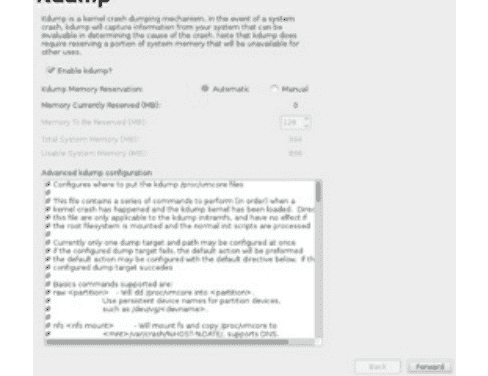 Kdump
Kdump is a kernel crash dumping mechanism. In the event of a system
crash, kdump will capture information from your system that can be
invaluable in determining the cause of the crash. Note that kdump does
require reserving a portion of system memory that will be unavailable for
other uses.
Enable kdump?
Kdump Memory Reservation: Automatic Manual
Memory Currently Reserved (MB): 0
Memory To Be Reserved (MB): 128
Total System Memory (MB):
Usable System Memory (MB):
Advanced kdump configuration
# Configures where to put the kdump /proc/vmcore files
#
# This file contains a series of commands to perform (in order) when a
# kernel crash has happened and the kdump kernel has been loaded. Direc
# this file are only applicable to the kdump initramfs, and have no effect if
# the root filesystem is mounted and the normal init scripts are processed
#
# Currently only one dump target and path may be configured at once
# if the configured dump target fails, the default action will be preformed
# the default action may be configured with the default directive below. If th
# configured dump target succedes
#
# Basics commands supported are:
# raw <partition> - Will dd /proc/vmcore into <partition>.
# Use persistent device names for partition devices,
# such as /dev/vg/<devname>.
#
# nfs <nfs mount> - Will mount fs and copy /proc/vmcore to
# <mnt>/var/crash/%HOST-%DATE/, supports DNS.
Back Forward